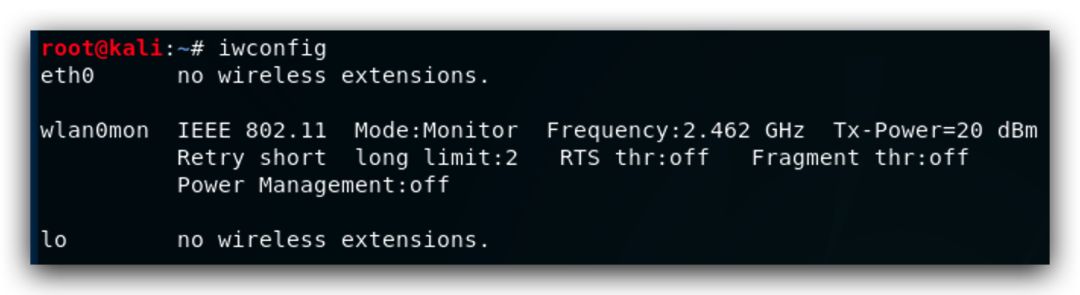 root@kali:~# iwconfig
eth0      no wireless extensions.
wlan0mon  IEEE 802.11  Mode:Monitor  Frequency:2.462 GHz  Tx-Power=20 dBm
          Retry short  long limit:2   RTS thr:off   Fragment thr:off
          Power Management:off
lo        no wireless extensions.